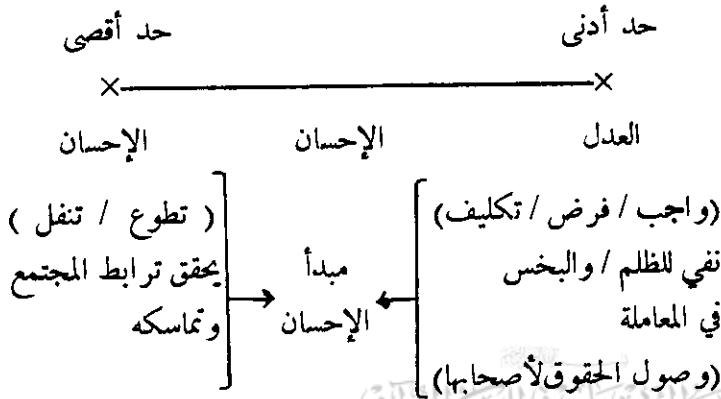 حد أدنى
حد أقصى
العدل
الإحسان
الإحسان
(واجب / فرض / تكليف)
نفي للظلم / والبخس
في المعاملة
(وصول الحقوق لأصحابها)
مبدأ
الإحسان
( تطوع / تنفل )
يحقق ترابط المجتمع
وتماسكه